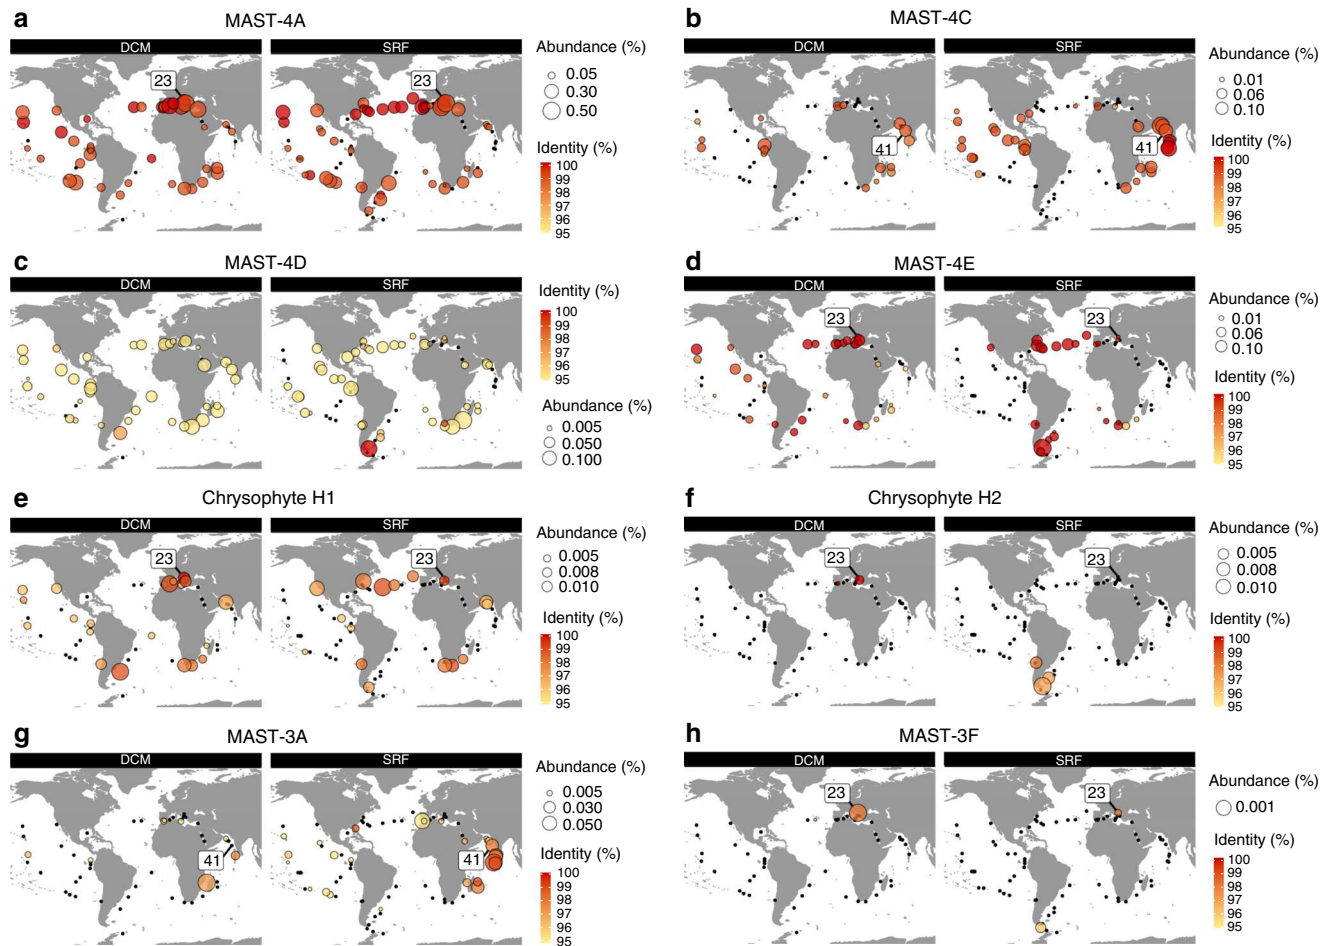 a MAST-4A
DCM SRF
23 23
Abundance (%)
0.05
0.30
0.50
Identity (%)
100
99
98
97
96
95
b MAST-4C
DCM SRF
41 41
Abundance (%)
0.01
0.06
0.10
Identity (%)
100
99
98
97
96
95
c MAST-4D
DCM SRF
Identity (%)
100
99
98
97
96
95
Abundance (%)
0.005
0.050
0.100
d MAST-4E
DCM SRF
23 23
Abundance (%)
0.01
0.06
0.10
Identity (%)
100
99
98
97
96
95
e Chrysophyte H1
DCM SRF
23 23
Abundance (%)
0.005
0.008
0.010
Identity (%)
100
99
98
97
96
95
f Chrysophyte H2
DCM SRF
23 23
Abundance (%)
0.005
0.008
0.010
Identity (%)
100
99
98
97
96
95
g MAST-3A
DCM SRF
41 41
Abundance (%)
0.005
0.030
0.050
Identity (%)
100
99
98
97
96
95
h MAST-3F
DCM SRF
23 23
Abundance (%)
0.001
Identity (%)
100
99
98
97
96
95